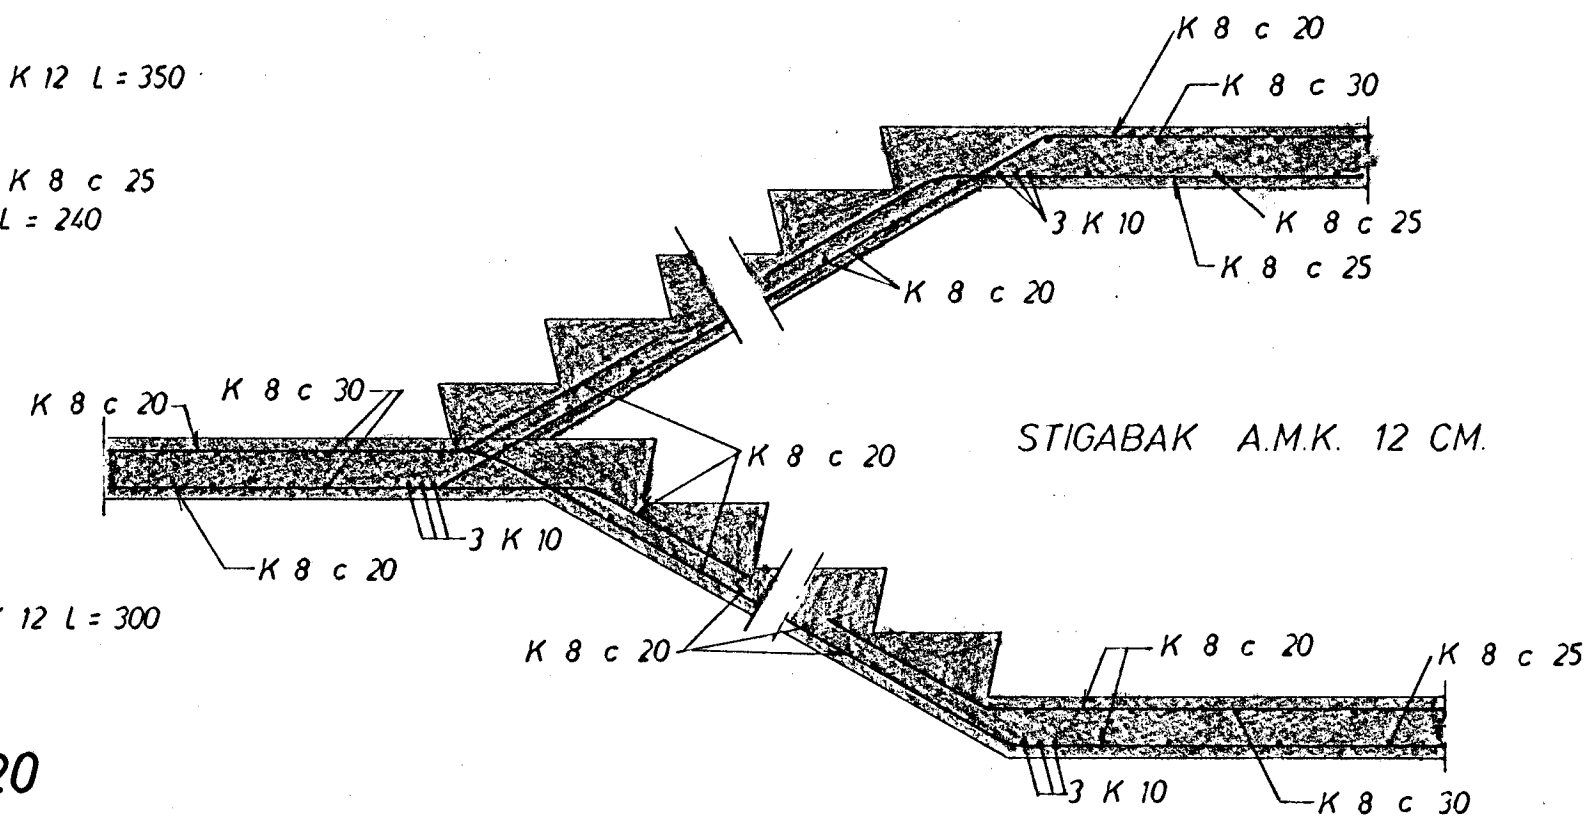 K 8 c 20
K 12 L = 350
K 8 c 30
K 8 c 25
L = 240
3 K 10
K 8 c 25
K 8 c 25
K 8 c 20
K 8 c 20
K 8 c 30
K 8 c 20
STIGABAK A.M.K. 12 CM.
3 K 10
K 8 c 20
K 12 L = 300
K 8 c 20
K 8 c 20
K 8 c 25
20
3 K 10
K 8 c 30